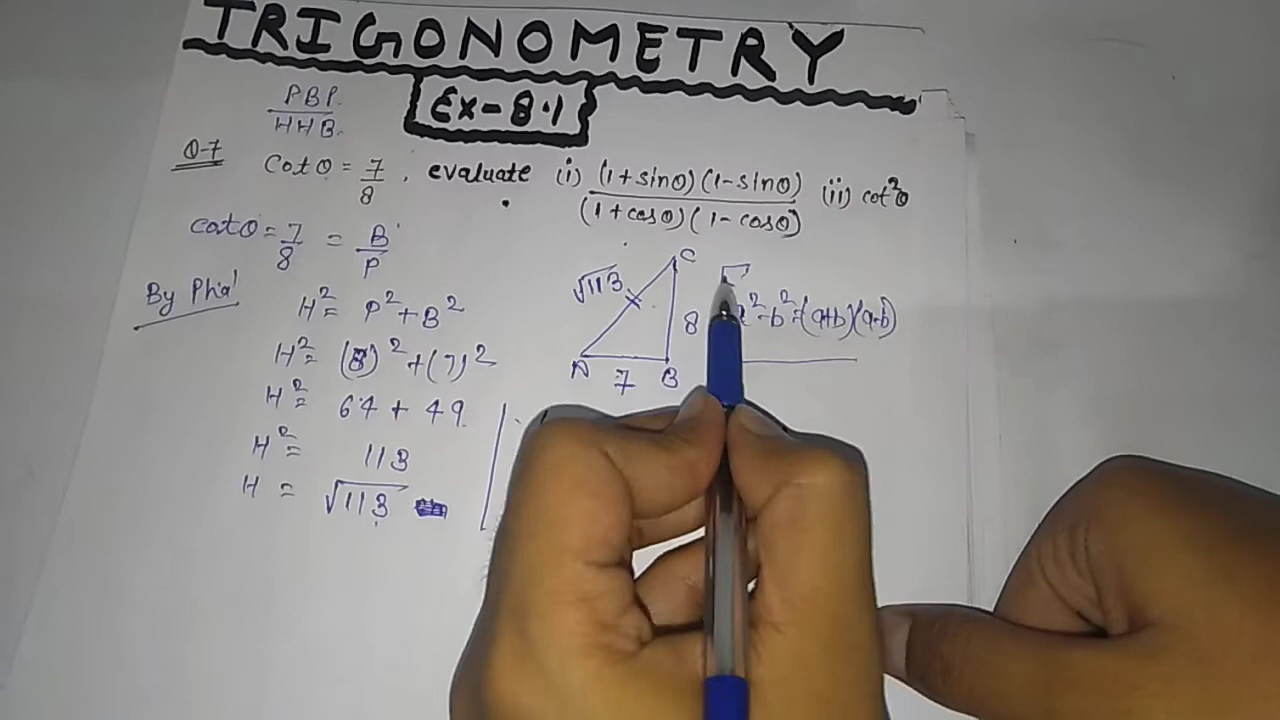 TRIGONOMETRY
Ex-8.1
PBP
HHB
Q-7 Cotθ = 7/8, evaluate (i) (1+sinθ)(1-sinθ)/(1+cosθ)(1-cosθ) (ii) cot²θ
cotθ = 7/8 = B/P
By Pha'
H² = P² + B²
H² = (8)² + (7)²
H² = 64 + 49
H² = 113
H = √113
C
√113
8
A 7 B
a²-b²=(a+b)(a-b)